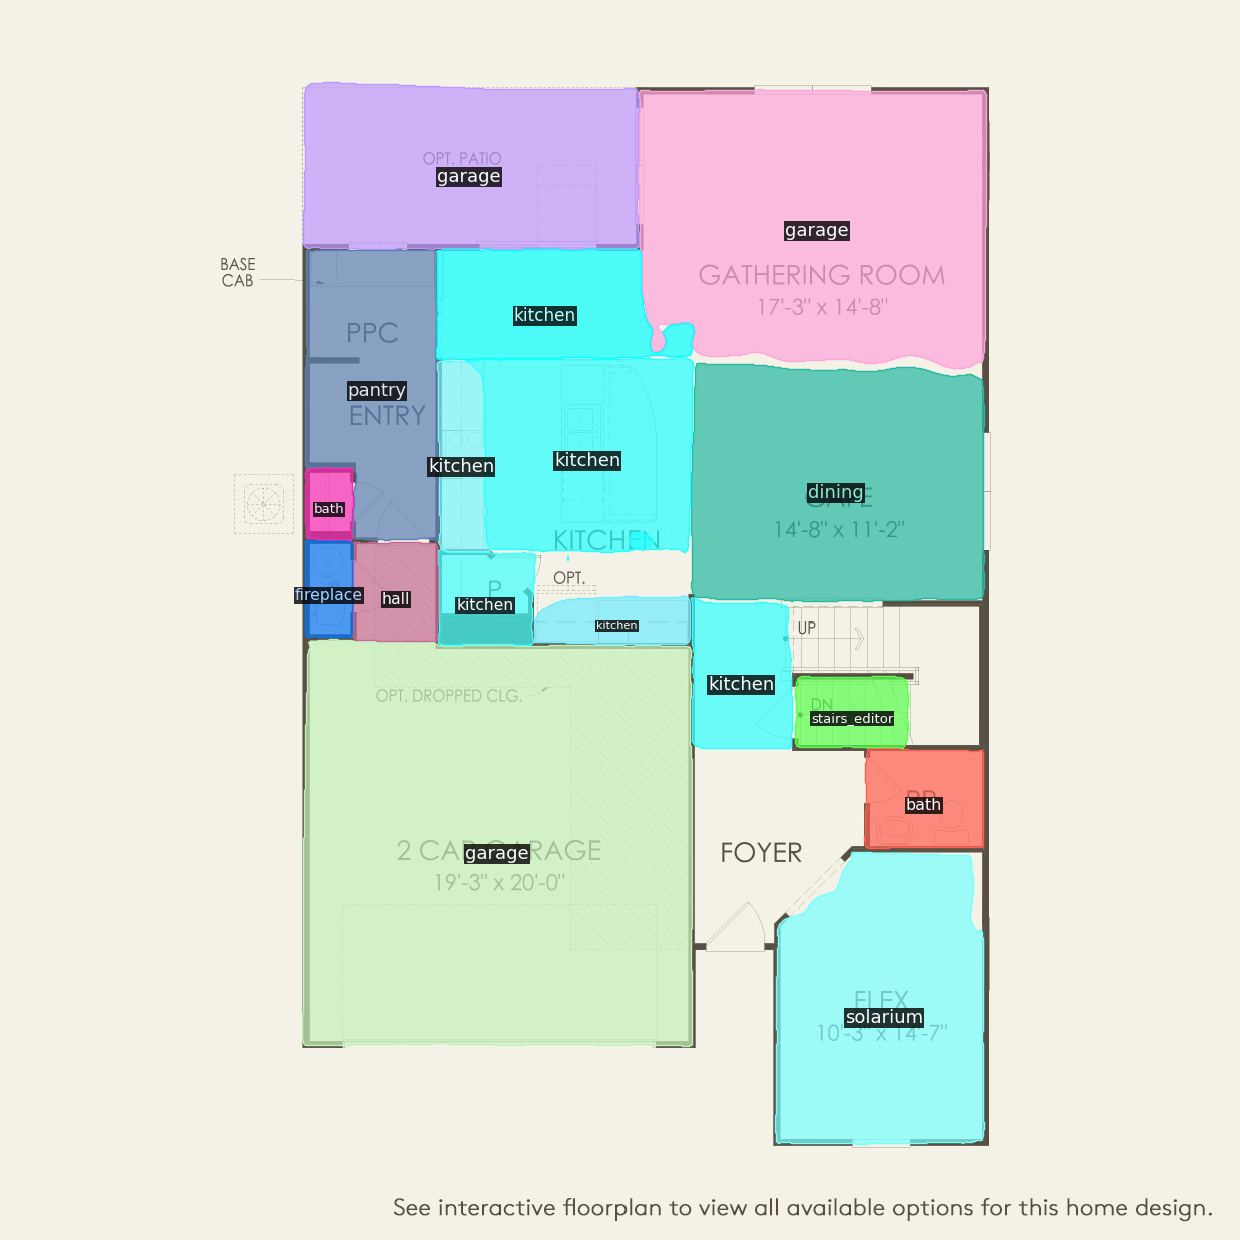 OPT. PATIO
garage
garage
BASE
CAB
GATHERING ROOM
17'-3" x 14'-8"
kitchen
PPC
pantry
ENTRY
kitchen
kitchen
dining
CAFE
14'-8" x 11'-2"
bath
KITCHEN
OPT.
P
fireplace
hall
kitchen
kitchen
UP
kitchen
OPT. DROPPED CLG.
DN
stairs_editor
bath
2 CAR GARAGE
garage
19'-3" x 20'-0"
FOYER
FLEX
solarium
10'-3" x 14'-7"
See interactive floorplan to view all available options for this home design.